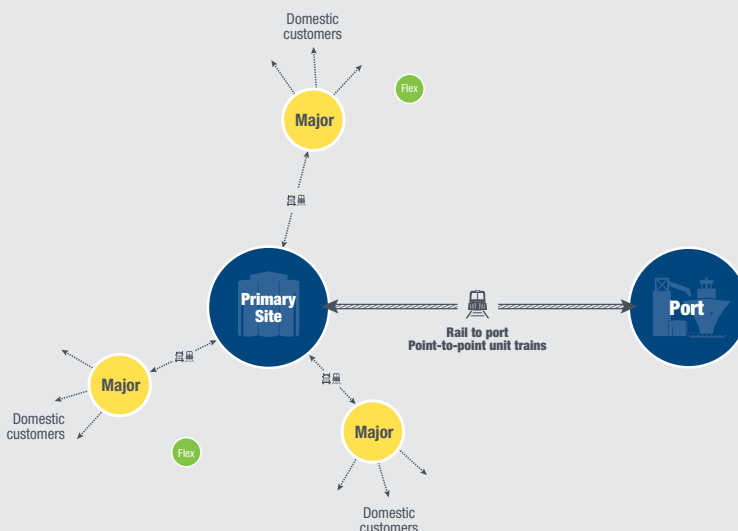 Domestic
customers
Flex
Major
Primary
Site
Port
Rail to port
Point-to-point unit trains
Major
Domestic
customers
Major
Flex
Domestic
customers